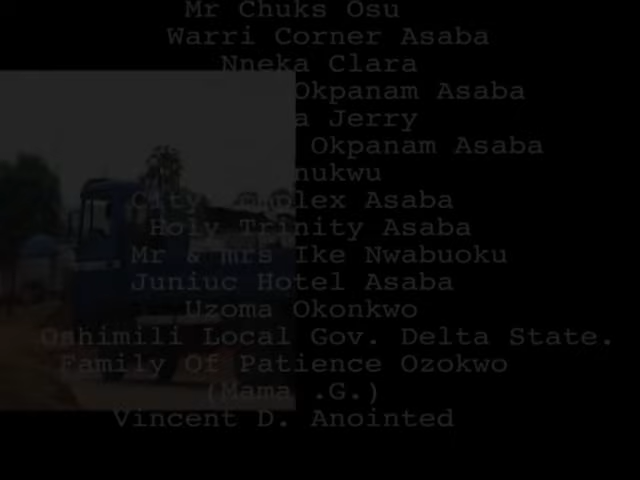 Mr Chuks Osu
Warri Corner Asaba
Nneka Clara
Okpanam Asaba
Jerry
Okpanam Asaba
City Asaba
Holy Trinity Asaba
Mr & mrs Ike Nwabuoku
Juniuc Hotel Asaba
Uzoma Okonkwo
Oshimili Local Gov. Delta State.
Family Of Patience Ozokwo
(Mama .G.)
Vincent D. Anointed